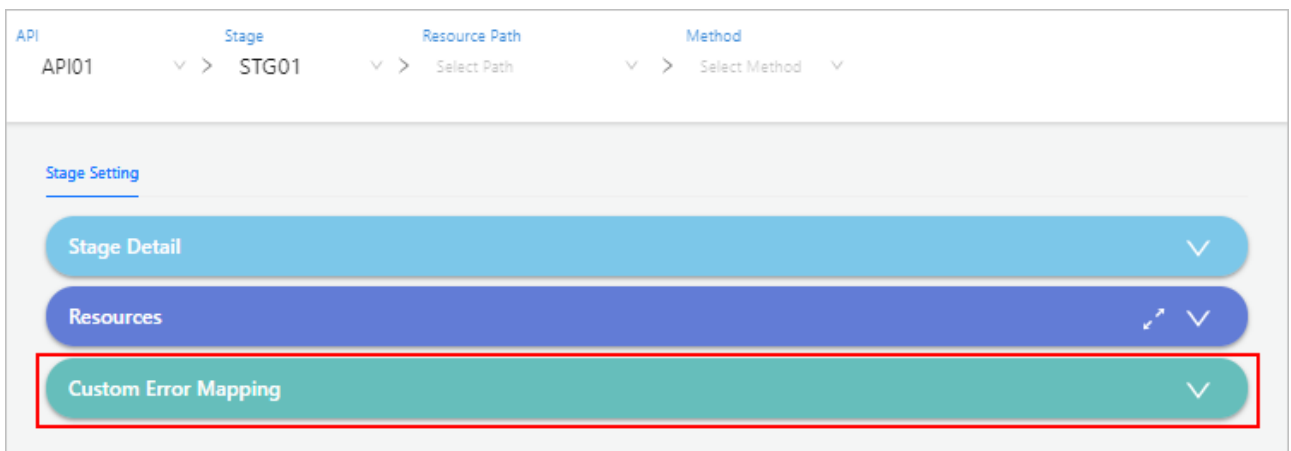 API Stage Resource Path Method
API01 > STG01 > Select Path > Select Method
Stage Setting
Stage Detail
Resources
Custom Error Mapping